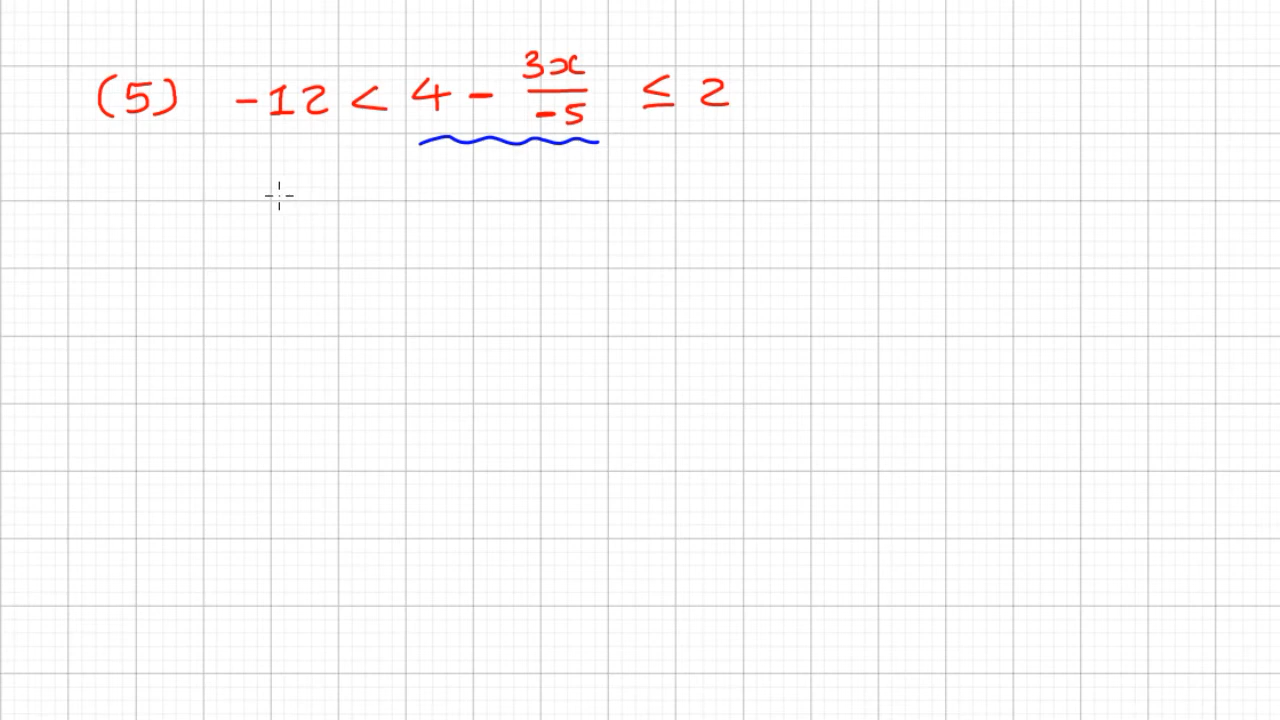 (5) -12 < 4 - 3x/-5 ≤ 2